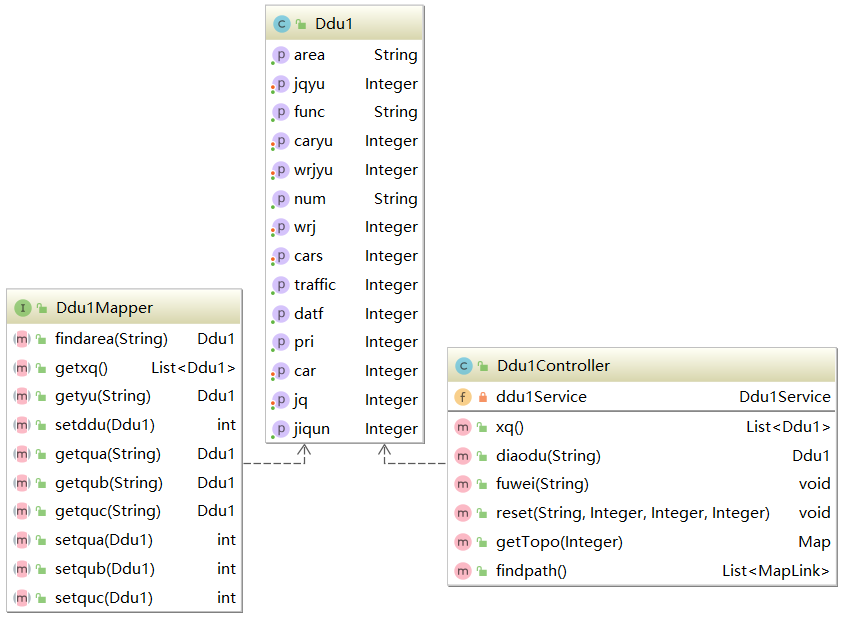 Ddu1
area String
jqyu Integer
func String
caryu Integer
wrjyu Integer
num String
wrj Integer
cars Integer
traffic Integer
datf Integer
pri Integer
car Integer
jq Integer
jiqun Integer
Ddu1Mapper
findarea(String) Ddu1
getxq() List<Ddu1>
getyu(String) Ddu1
setddu(Ddu1) int
getqua(String) Ddu1
getqub(String) Ddu1
getquc(String) Ddu1
setqua(Ddu1) int
setqub(Ddu1) int
setquc(Ddu1) int
Ddu1Controller
ddu1Service Ddu1Service
xq() List<Ddu1>
diaodu(String) Ddu1
fuwei(String) void
reset(String, Integer, Integer, Integer) void
getTopo(Integer) Map
findpath() List<MapLink>